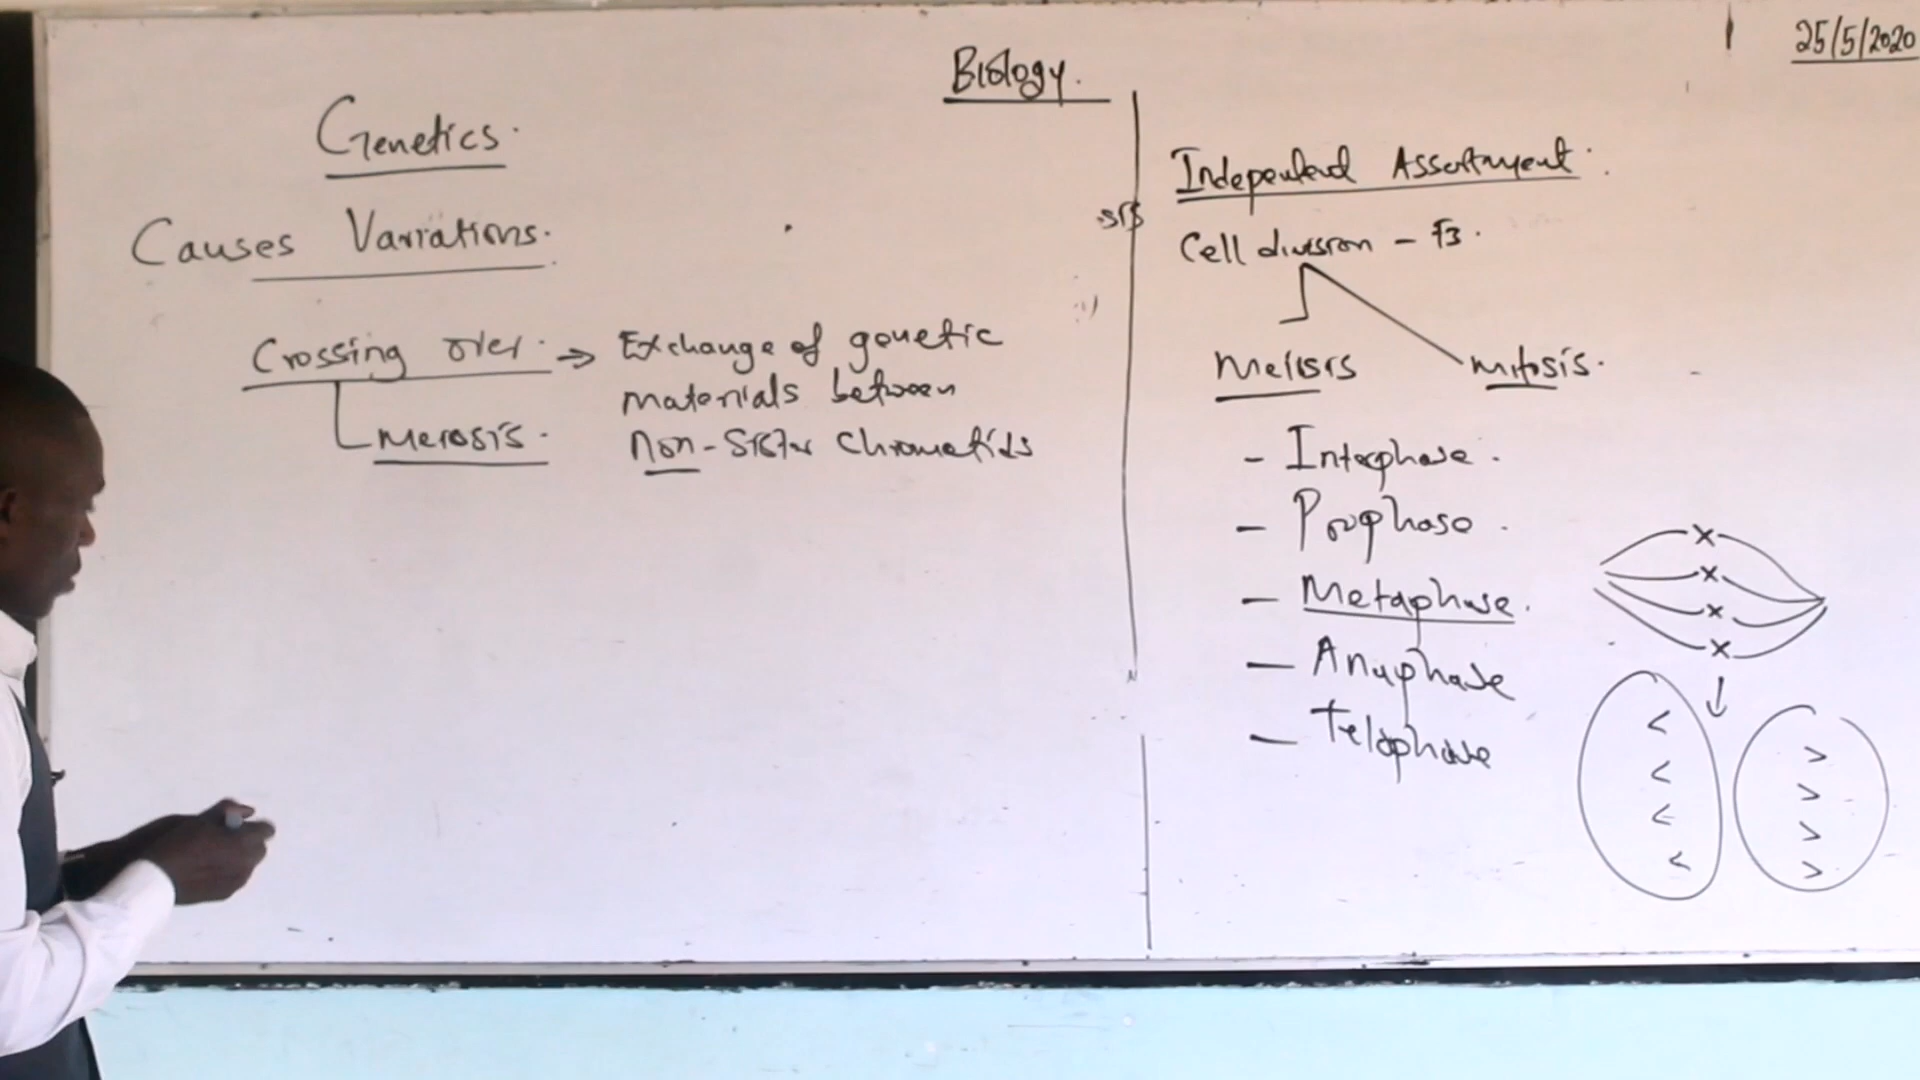 Biology.
25/5/2020
Genetics.
Causes Variations.
Crossing over. → Exchange of genetic
materials between
Meiosis. Non-Sister Chromatids
Independent Assortment.
Cell division - F3.
Meiosis mitosis.
- Interphase.
- Prophase.
- Metaphase.
- Anaphase
- Telophase